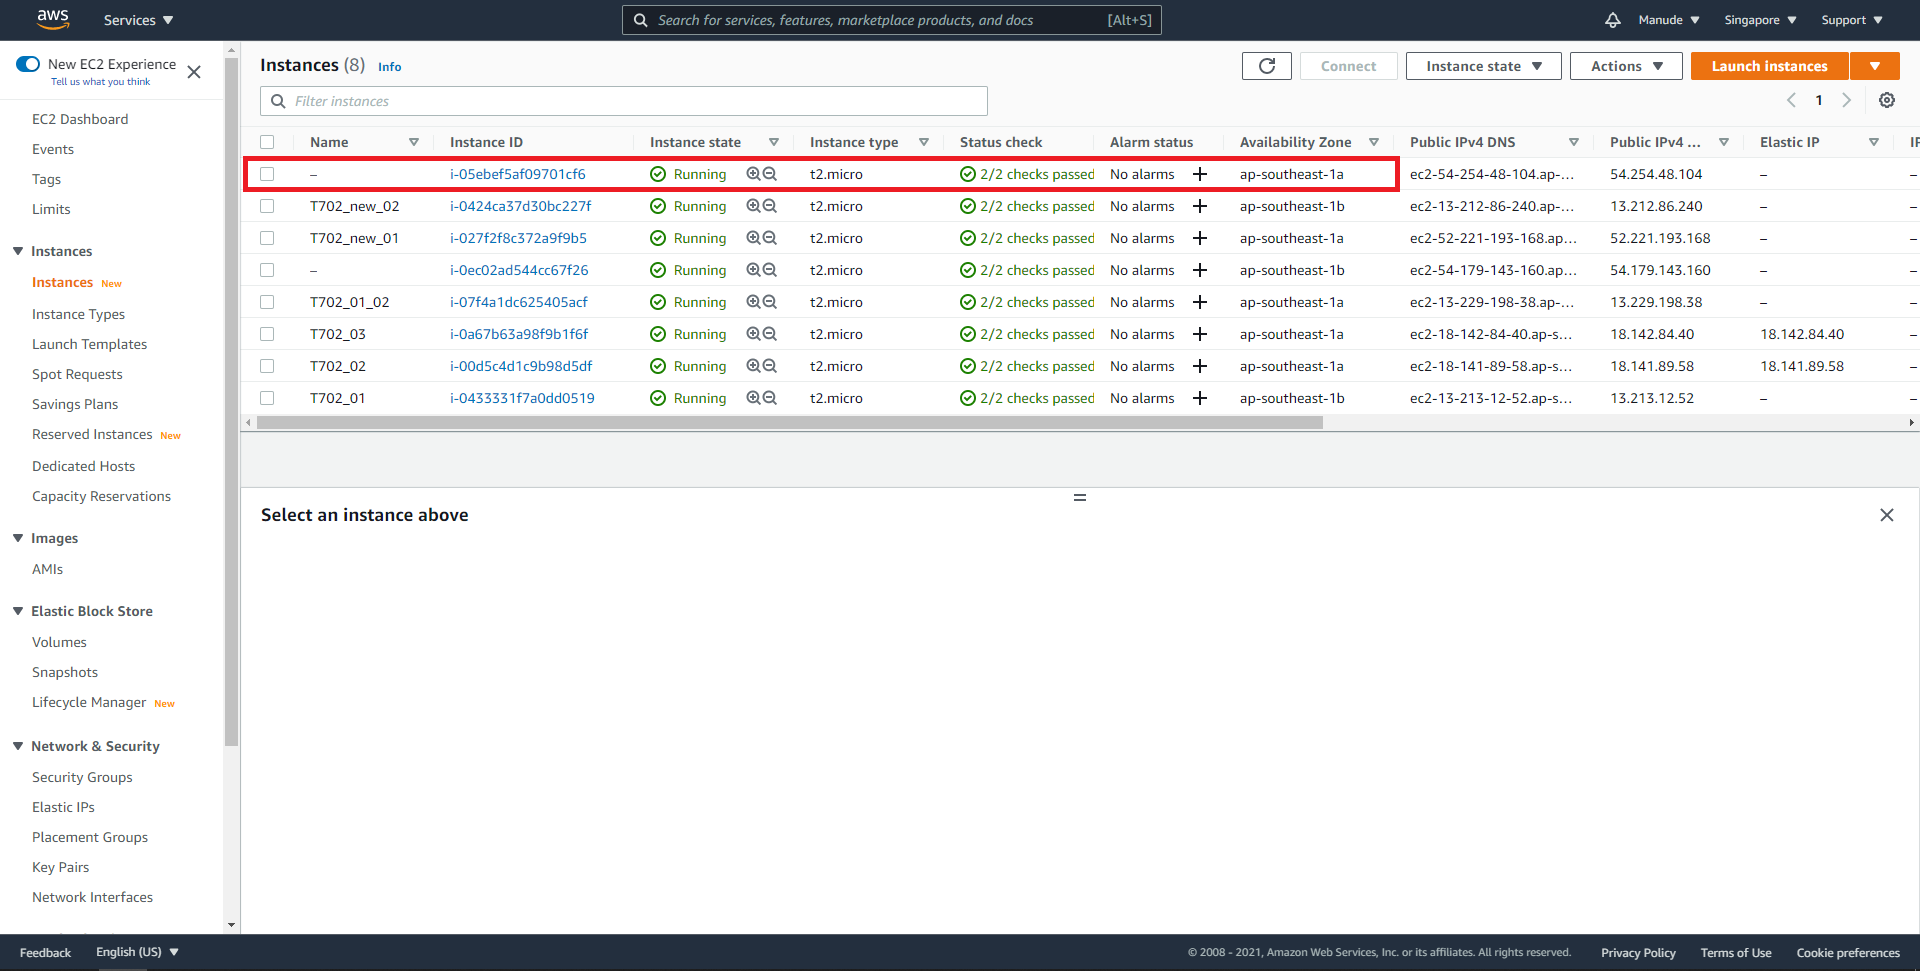 aws Services Search for services, features, marketplace products, and docs [Alt+S] Manude Singapore Support
New EC2 Experience
Tell us what you think
EC2 Dashboard
Events
Tags
Limits
Instances
Instances New
Instance Types
Launch Templates
Spot Requests
Savings Plans
Reserved Instances New
Dedicated Hosts
Capacity Reservations
Images
AMIs
Elastic Block Store
Volumes
Snapshots
Lifecycle Manager New
Network & Security
Security Groups
Elastic IPs
Placement Groups
Key Pairs
Network Interfaces
Instances (8) Info Connect Instance state Actions Launch instances
Filter instances 1
Name Instance ID Instance state Instance type Status check Alarm status Availability Zone Public IPv4 DNS Public IPv4 ... Elastic IP
– i-05ebef5af09701cf6 Running t2.micro 2/2 checks passed No alarms + ap-southeast-1a ec2-54-254-48-104.ap-... 54.254.48.104 – –
T702_new_02 i-0424ca37d30bc227f Running t2.micro 2/2 checks passed No alarms + ap-southeast-1b ec2-13-212-86-240.ap-... 13.212.86.240 – –
T702_new_01 i-027f2f8c372a9f9b5 Running t2.micro 2/2 checks passed No alarms + ap-southeast-1a ec2-52-221-193-168.ap... 52.221.193.168 – –
– i-0ec02ad544cc67f26 Running t2.micro 2/2 checks passed No alarms + ap-southeast-1b ec2-54-179-143-160.ap... 54.179.143.160 – –
T702_01_02 i-07f4a1dc625405acf Running t2.micro 2/2 checks passed No alarms + ap-southeast-1a ec2-13-229-198-38.ap-... 13.229.198.38 – –
T702_03 i-0a67b63a98f9b1f6f Running t2.micro 2/2 checks passed No alarms + ap-southeast-1a ec2-18-142-84-40.ap-s... 18.142.84.40 18.142.84.40 –
T702_02 i-00d5c4d1c9b98d5df Running t2.micro 2/2 checks passed No alarms + ap-southeast-1a ec2-18-141-89-58.ap-s... 18.141.89.58 18.141.89.58 –
T702_01 i-0433331f7a0dd0519 Running t2.micro 2/2 checks passed No alarms + ap-southeast-1b ec2-13-213-12-52.ap-s... 13.213.12.52 – –
Select an instance above
Feedback English (US) © 2008 - 2021, Amazon Web Services, Inc. or its affiliates. All rights reserved. Privacy Policy Terms of Use Cookie preferences